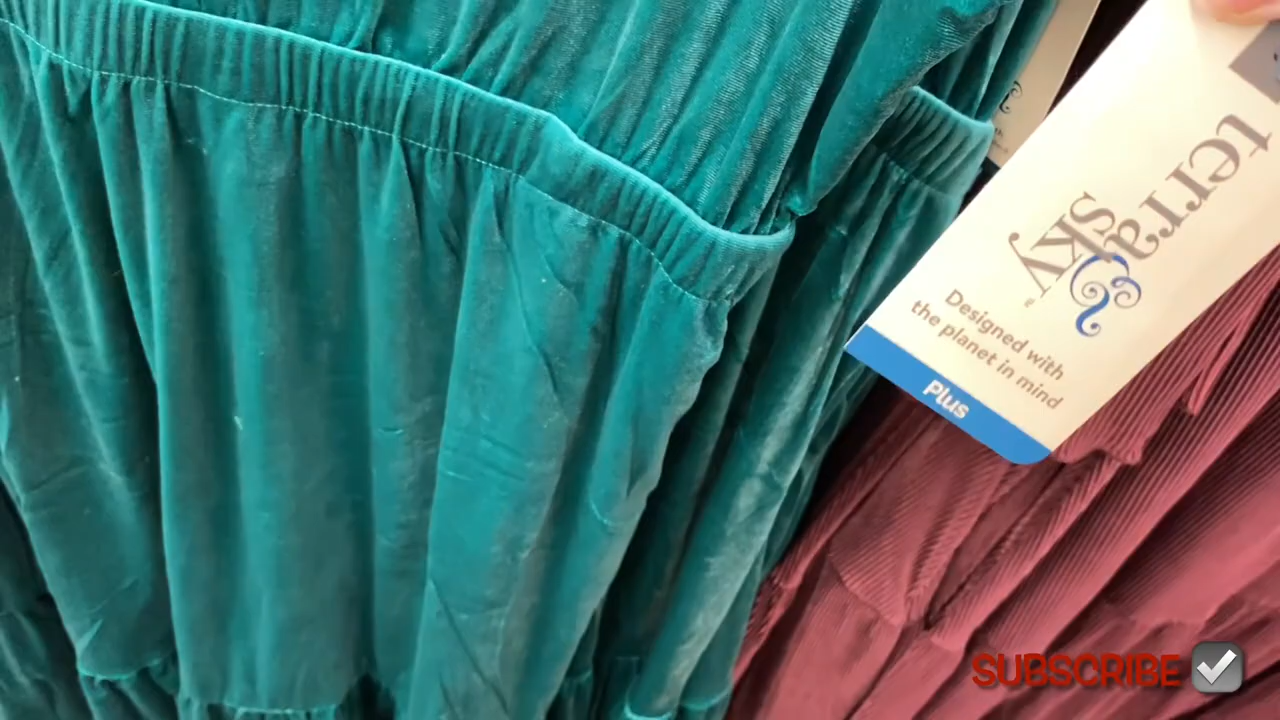 terra
& sky
Designed with
the planet in mind
Plus
SUBSCRIBE